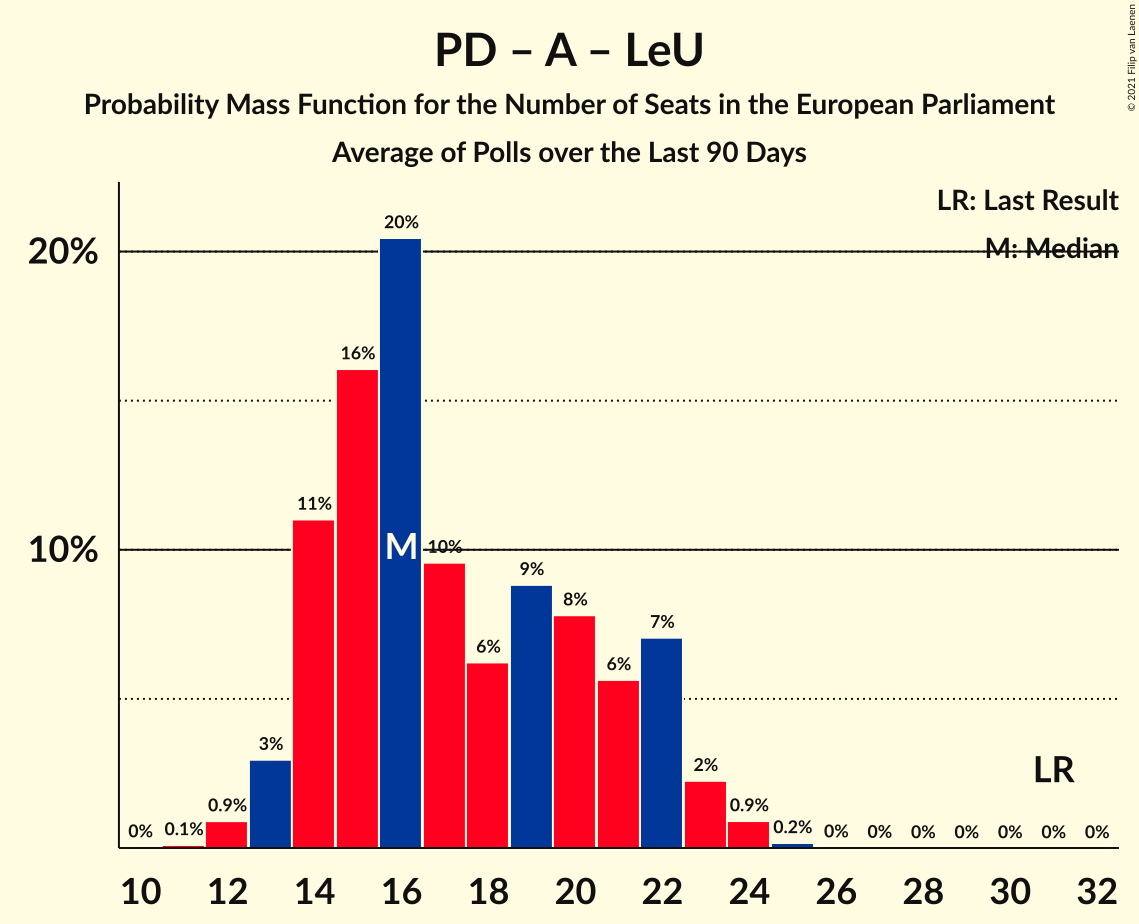 PD – A – LeU
Probability Mass Function for the Number of Seats in the European Parliament
Average of Polls over the Last 90 Days
© 2021 Filip van Laenen
LR: Last Result
M: Median
20%
10%
0%
0.1%
0.9%
3%
11%
16%
20%
M
10%
6%
9%
8%
6%
7%
2%
0.9%
0.2%
0%
0%
0%
0%
0%
0%
0%
LR
10 12 14 16 18 20 22 24 26 28 30 32